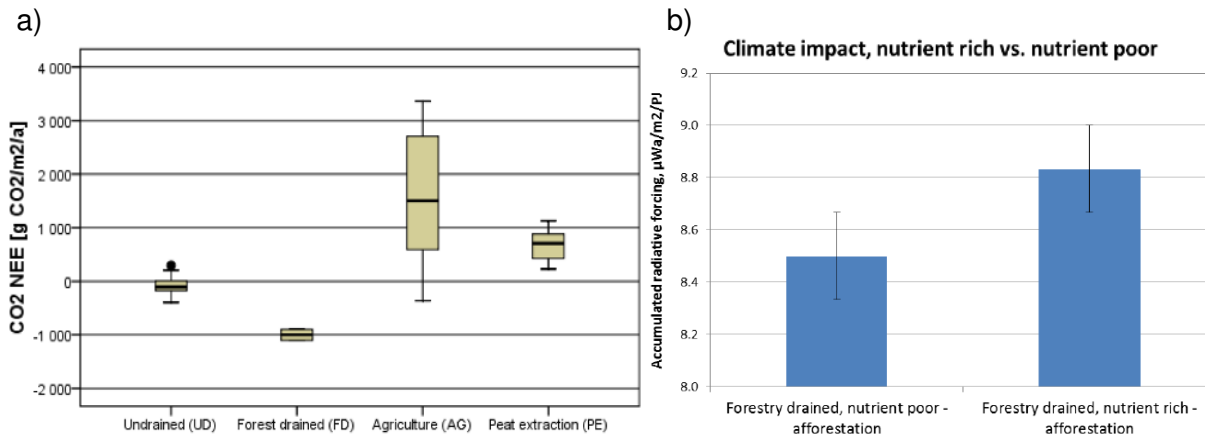 a)
CO2 NEE [g CO2/m2/a]
4 000
3 000
2 000
1 000
0
-1 000
-2 000
Undrained (UD)
Forest drained (FD)
Agriculture (AG)
Peat extraction (PE)
b)
Climate impact, nutrient rich vs. nutrient poor
Accumulated radiative forcing, µWa/m2/PJ
9.2
9.0
8.8
8.6
8.4
8.2
8.0
Forestry drained, nutrient poor -
afforestation
Forestry drained, nutrient rich -
afforestation